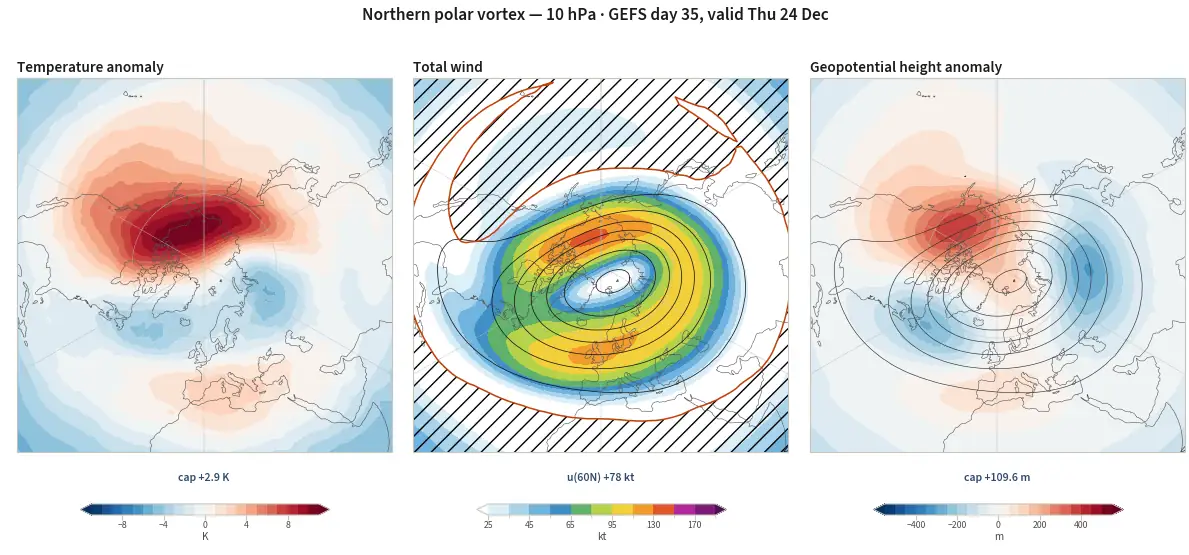 Northern polar vortex — 10 hPa · GEFS day 35, valid Thu 24 Dec
Temperature anomaly
Total wind
Geopotential height anomaly
cap +2.9 K
u(60N) +78 kt
cap +109.6 m
−8 −4 0 4 8
K
25 45 65 95 130 170
kt
−400 −200 0 200 400
m